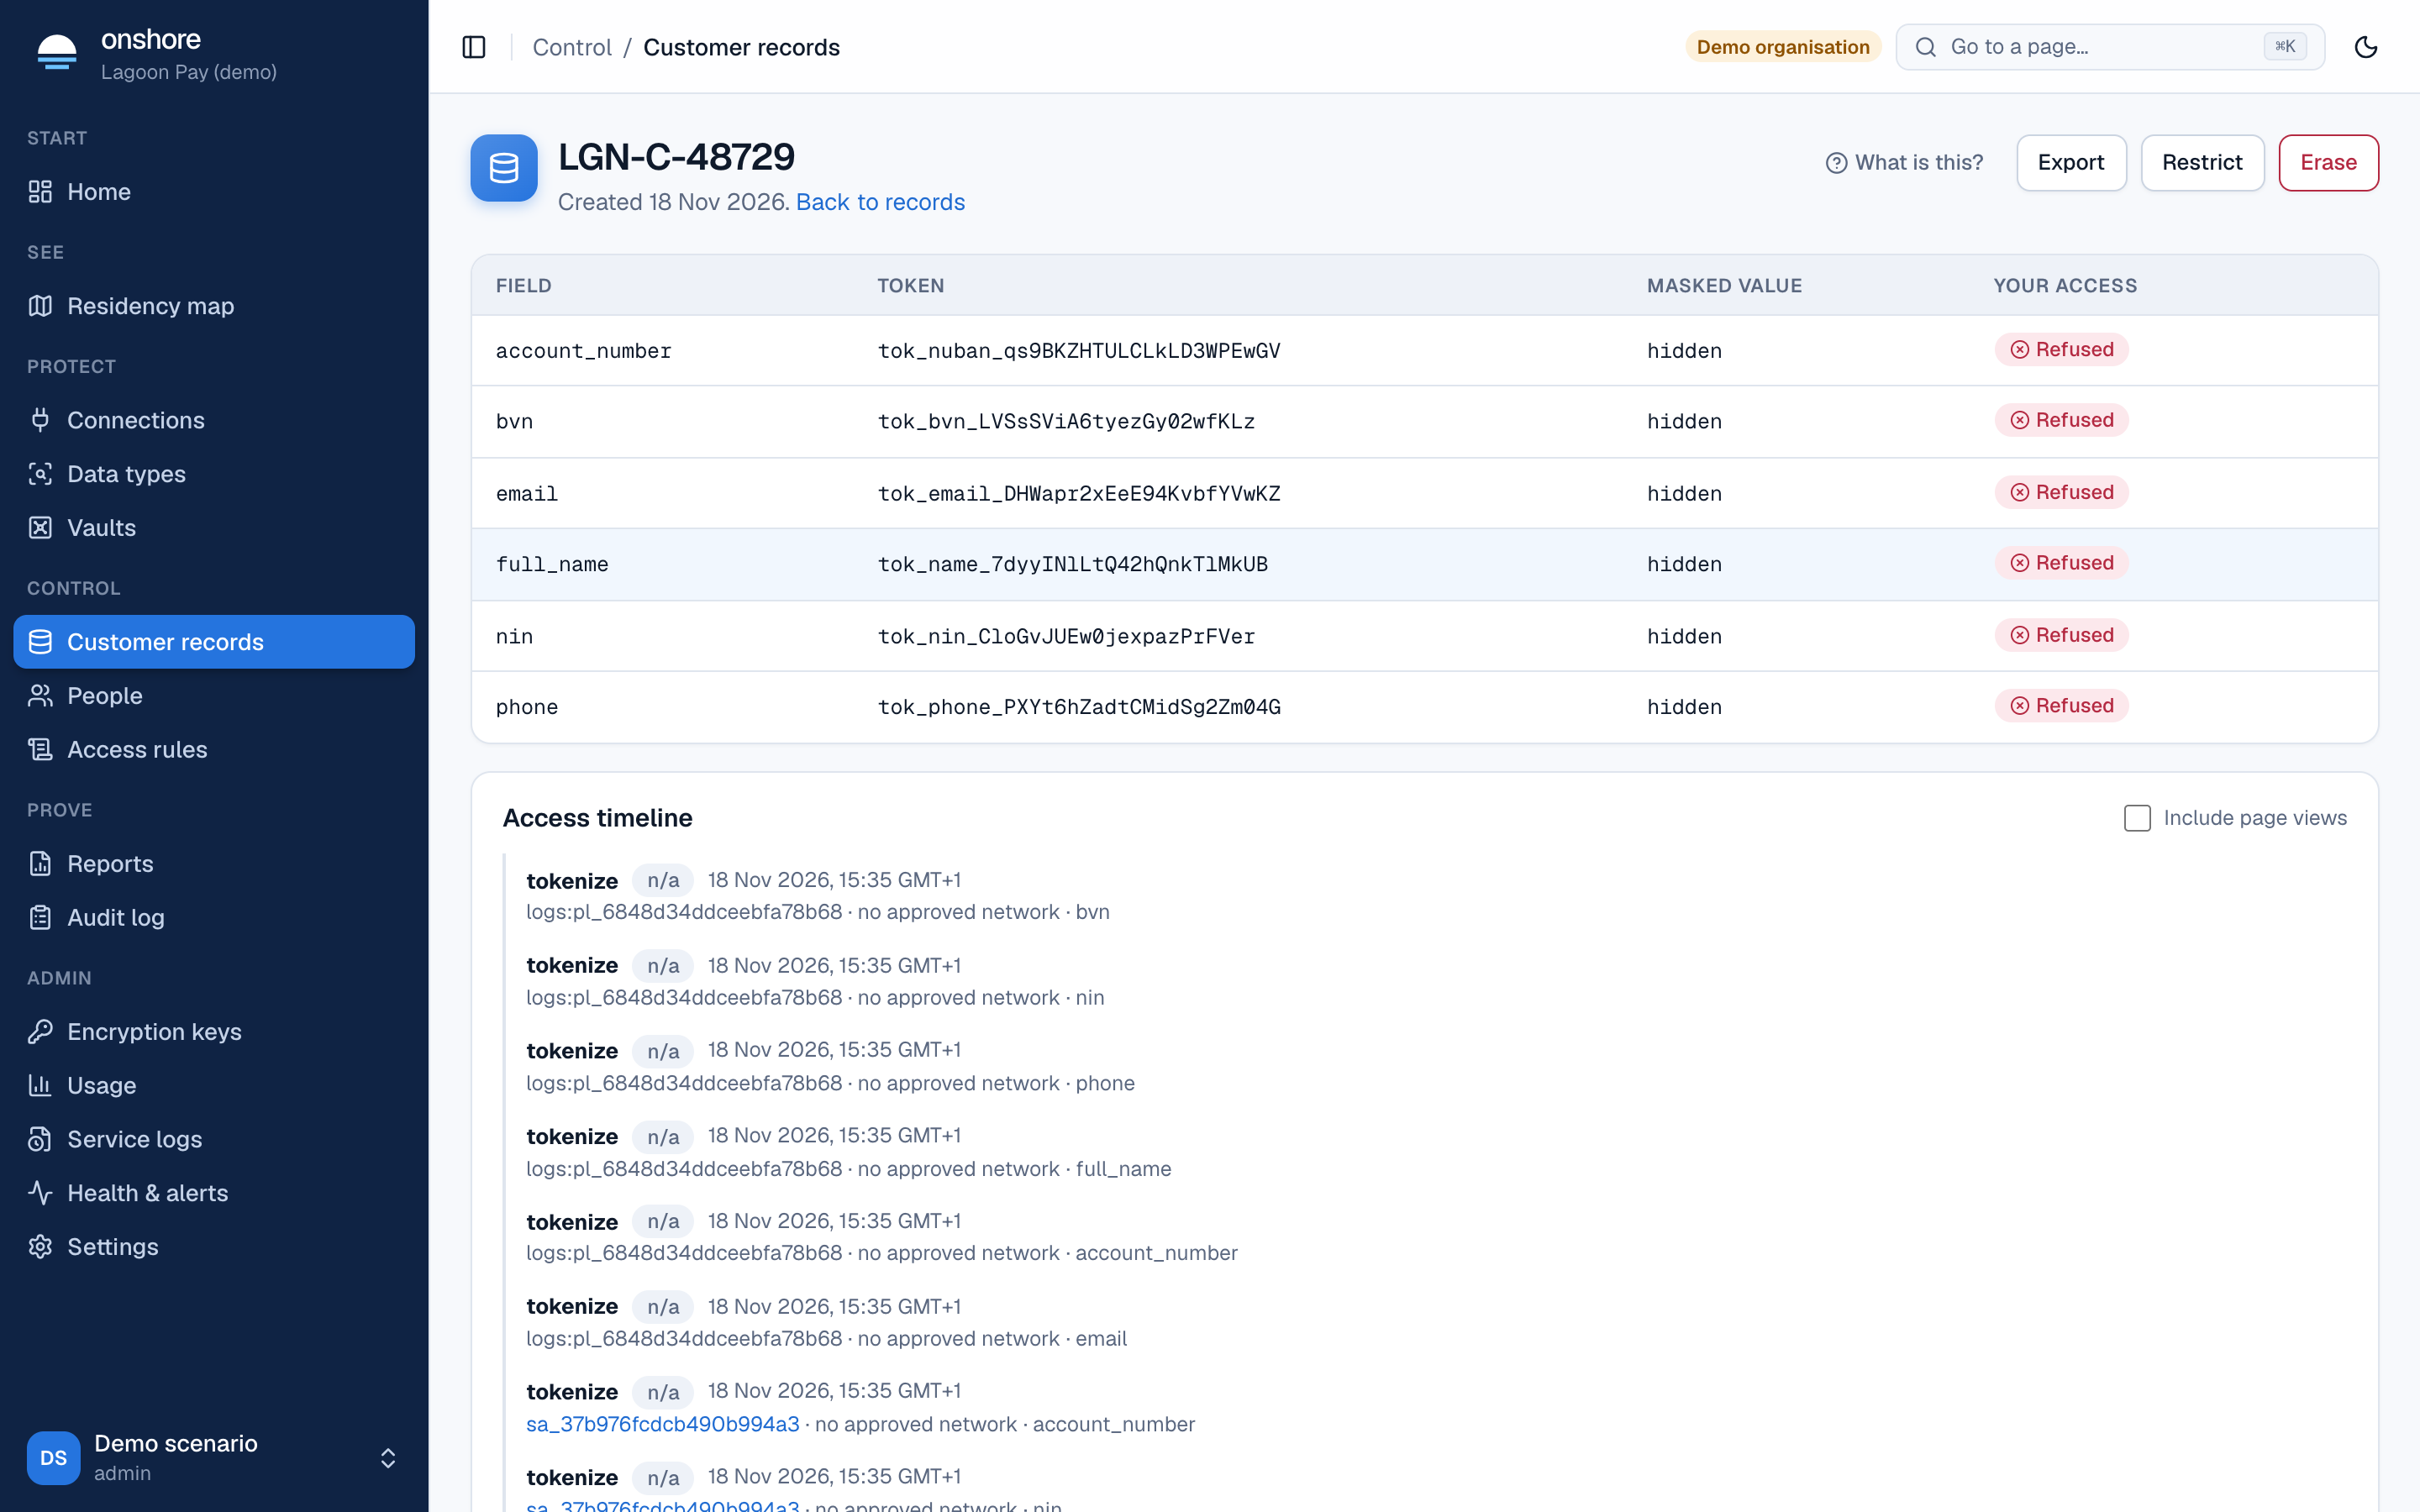 onshore
Lagoon Pay (demo)
START
Home
SEE
Residency map
PROTECT
Connections
Data types
Vaults
CONTROL
Customer records
People
Access rules
PROVE
Reports
Audit log
ADMIN
Encryption keys
Usage
Service logs
Health & alerts
Settings
DS
Demo scenario
admin
Control / Customer records
Demo organisation
Go to a page...
⌘K
LGN-C-48729
Created 18 Nov 2026. Back to records
What is this?
Export
Restrict
Erase
FIELD TOKEN MASKED VALUE YOUR ACCESS
account_number tok_nuban_qs9BKZHTULCLkLD3WPEwGV hidden Refused
bvn tok_bvn_LVSsSViA6tyezGy02wfKLz hidden Refused
email tok_email_DHWapr2xEeE94KvbfYVwKZ hidden Refused
full_name tok_name_7dyyINlLtQ42hQnkTlMkUB hidden Refused
nin tok_nin_CloGvJUEw0jexpazPrFVer hidden Refused
phone tok_phone_PXYt6hZadtCMidSg2Zm04G hidden Refused
Access timeline
Include page views
tokenize n/a 18 Nov 2026, 15:35 GMT+1
logs:pl_6848d34ddceebfa78b68 · no approved network · bvn
tokenize n/a 18 Nov 2026, 15:35 GMT+1
logs:pl_6848d34ddceebfa78b68 · no approved network · nin
tokenize n/a 18 Nov 2026, 15:35 GMT+1
logs:pl_6848d34ddceebfa78b68 · no approved network · phone
tokenize n/a 18 Nov 2026, 15:35 GMT+1
logs:pl_6848d34ddceebfa78b68 · no approved network · full_name
tokenize n/a 18 Nov 2026, 15:35 GMT+1
logs:pl_6848d34ddceebfa78b68 · no approved network · account_number
tokenize n/a 18 Nov 2026, 15:35 GMT+1
logs:pl_6848d34ddceebfa78b68 · no approved network · email
tokenize n/a 18 Nov 2026, 15:35 GMT+1
sa_37b976fcdcb490b994a3 · no approved network · account_number
tokenize n/a 18 Nov 2026, 15:35 GMT+1
sa_37b976fcdcb490b994a3 · no approved network · nin